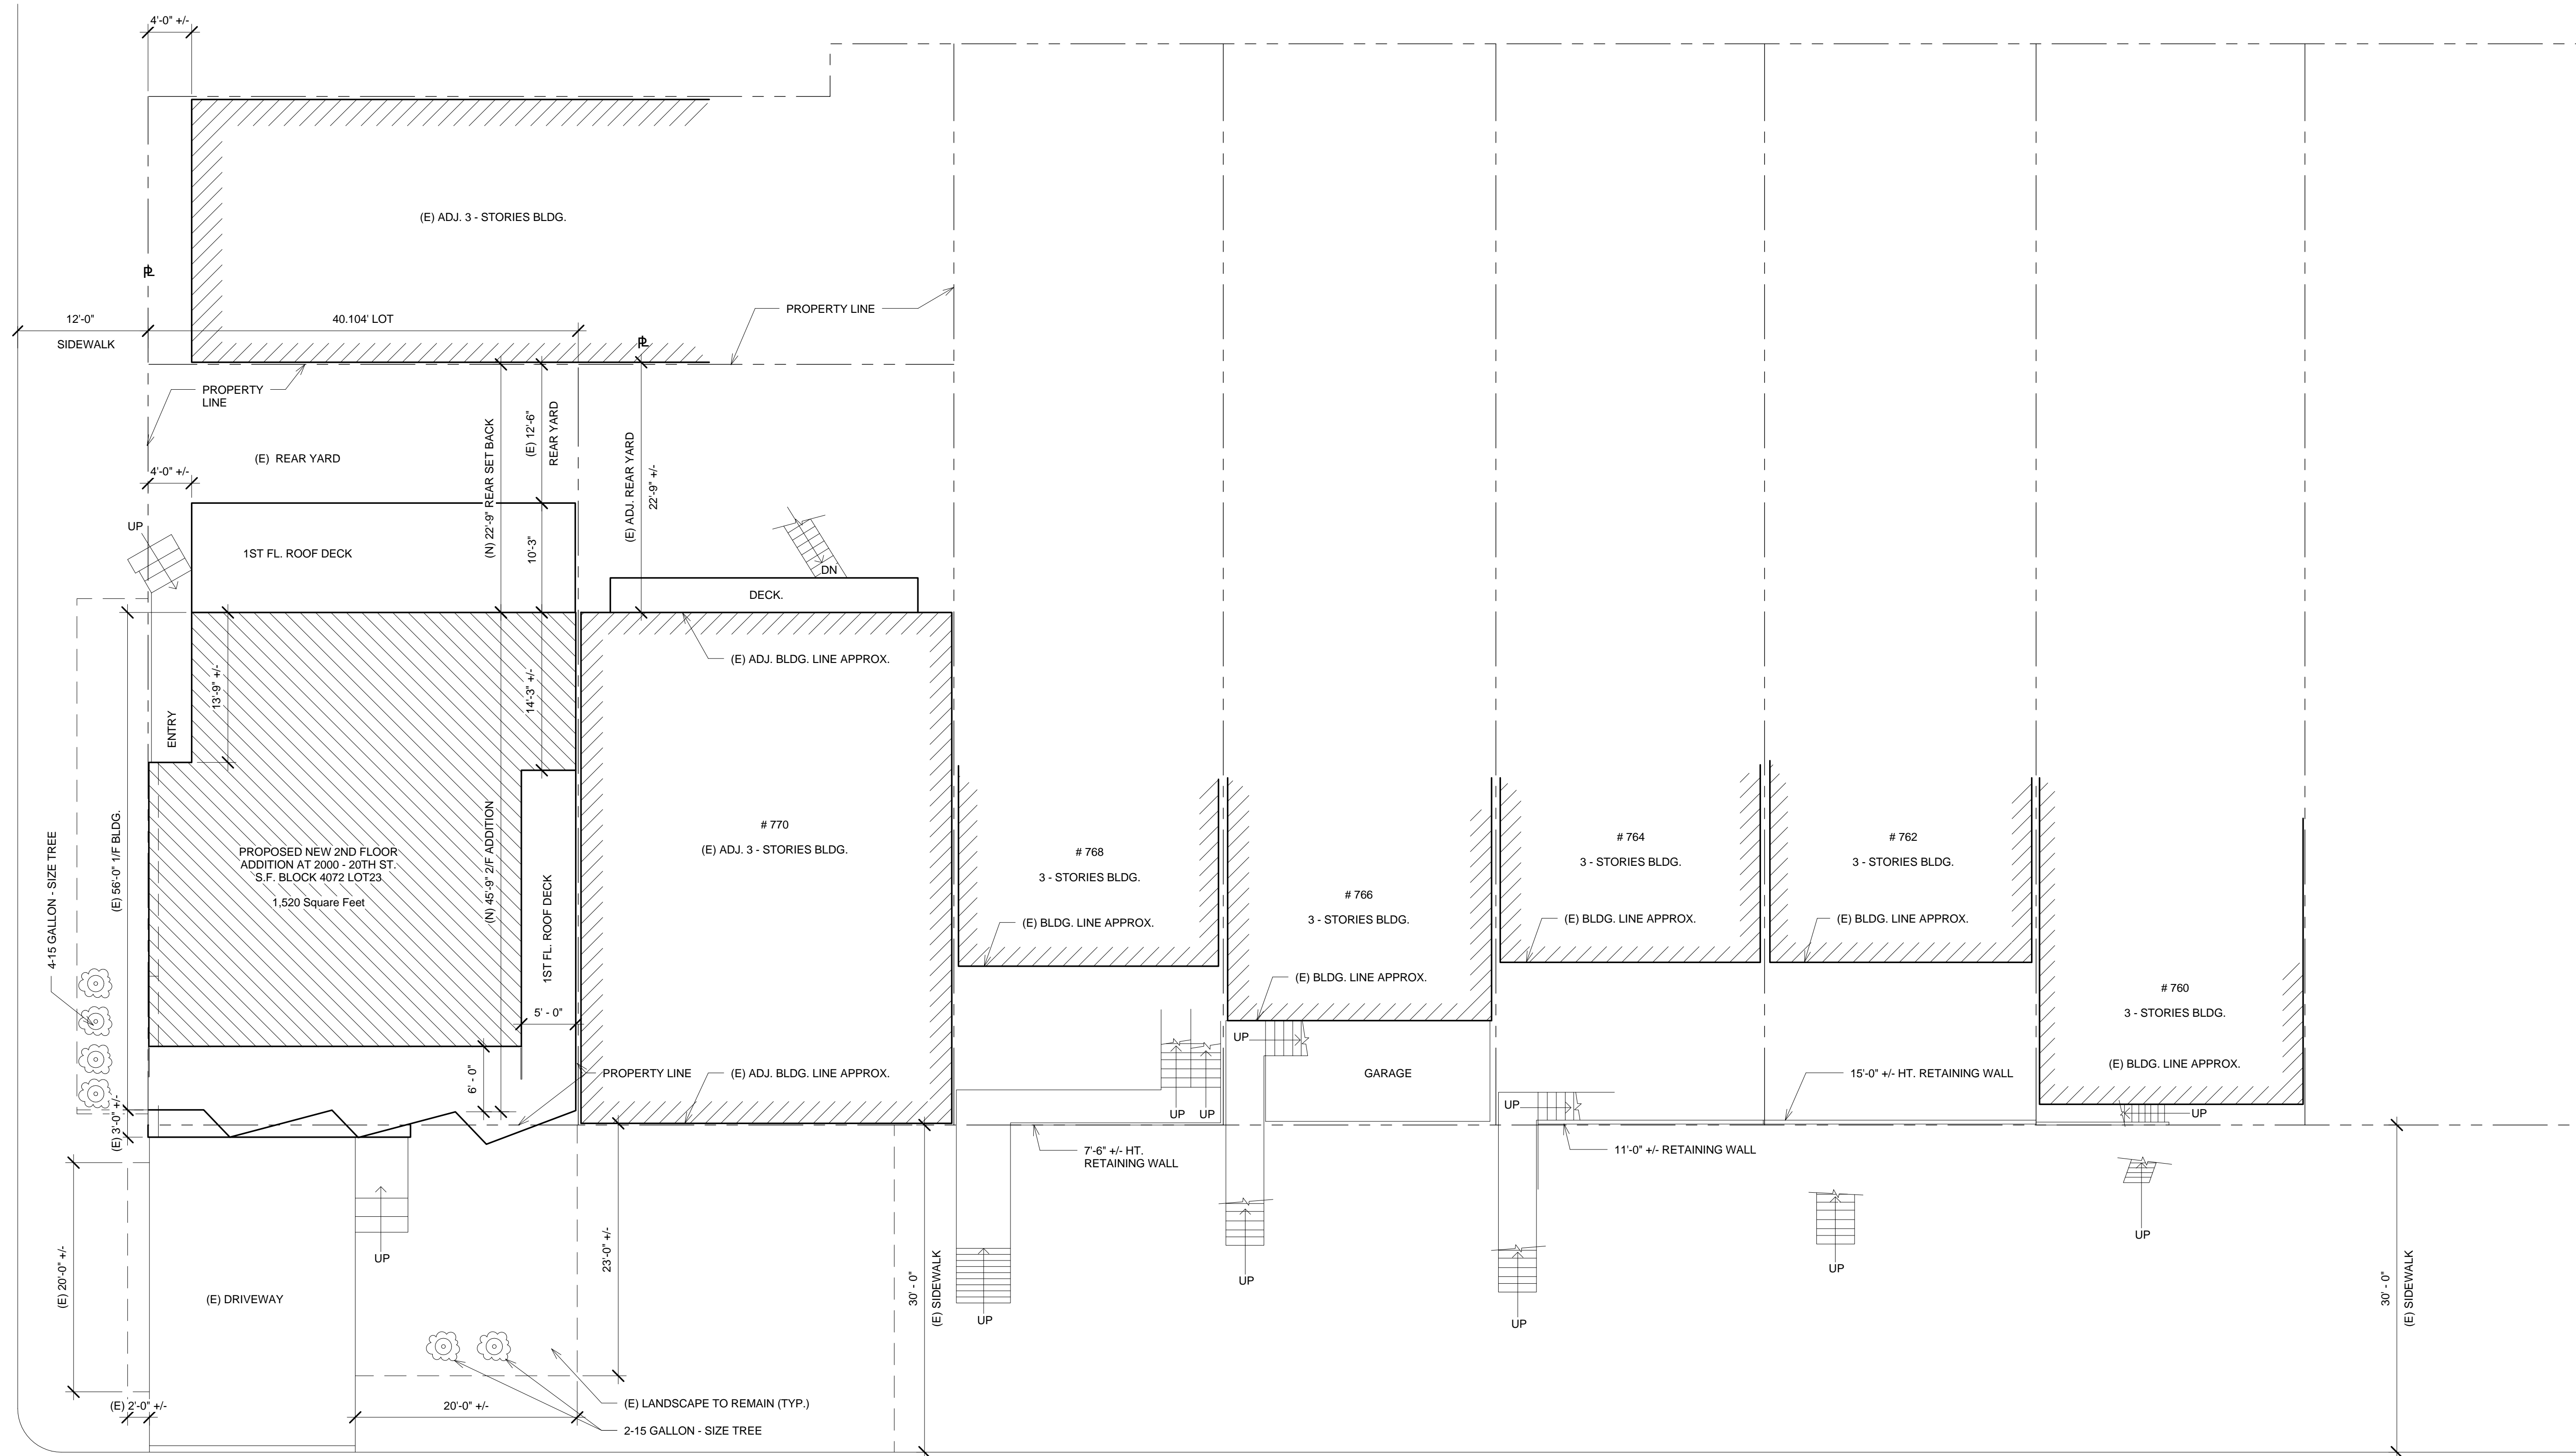 4'-0" +/-
(E) ADJ. 3 - STORIES BLDG.
PL
12'-0"
SIDEWALK
40.104' LOT
PROPERTY LINE
PL
PROPERTY
LINE
(E) REAR YARD
4'-0" +/-
(N) 22'-9" REAR SET BACK
(E) 12'-6"
REAR YARD
(E) ADJ. REAR YARD
22'-9" +/-
UP
1ST FL. ROOF DECK
10'-3"
DN
DECK.
(E) ADJ. BLDG. LINE APPROX.
13'-9" +/-
14'-3" +/-
ENTRY
4-15 GALLON - SIZE TREE
(E) 56'-0" 1/F BLDG.
PROPOSED NEW 2ND FLOOR
ADDITION AT 2000 - 20TH ST.
S.F. BLOCK 4072 LOT23
1,520 Square Feet
(N) 45'-9" 2/F ADDITION
1ST FL. ROOF DECK
5' - 0"
6' - 0"
# 770
(E) ADJ. 3 - STORIES BLDG.
# 768
3 - STORIES BLDG.
(E) BLDG. LINE APPROX.
# 766
3 - STORIES BLDG.
(E) BLDG. LINE APPROX.
# 764
3 - STORIES BLDG.
(E) BLDG. LINE APPROX.
# 762
3 - STORIES BLDG.
(E) BLDG. LINE APPROX.
# 760
3 - STORIES BLDG.
(E) BLDG. LINE APPROX.
PROPERTY LINE
(E) ADJ. BLDG. LINE APPROX.
UP
GARAGE
15'-0" +/- HT. RETAINING WALL
UP
UP
UP
UP
(E) 3'-0" +/-
7'-6" +/- HT.
RETAINING WALL
11'-0" +/- RETAINING WALL
(E) 20'-0" +/-
UP
23'-0" +/-
30' - 0"
(E) SIDEWALK
UP
UP
UP
UP
UP
30' - 0"
(E) SIDEWALK
(E) DRIVEWAY
(E) 2'-0" +/-
20'-0" +/-
(E) LANDSCAPE TO REMAIN (TYP.)
2-15 GALLON - SIZE TREE